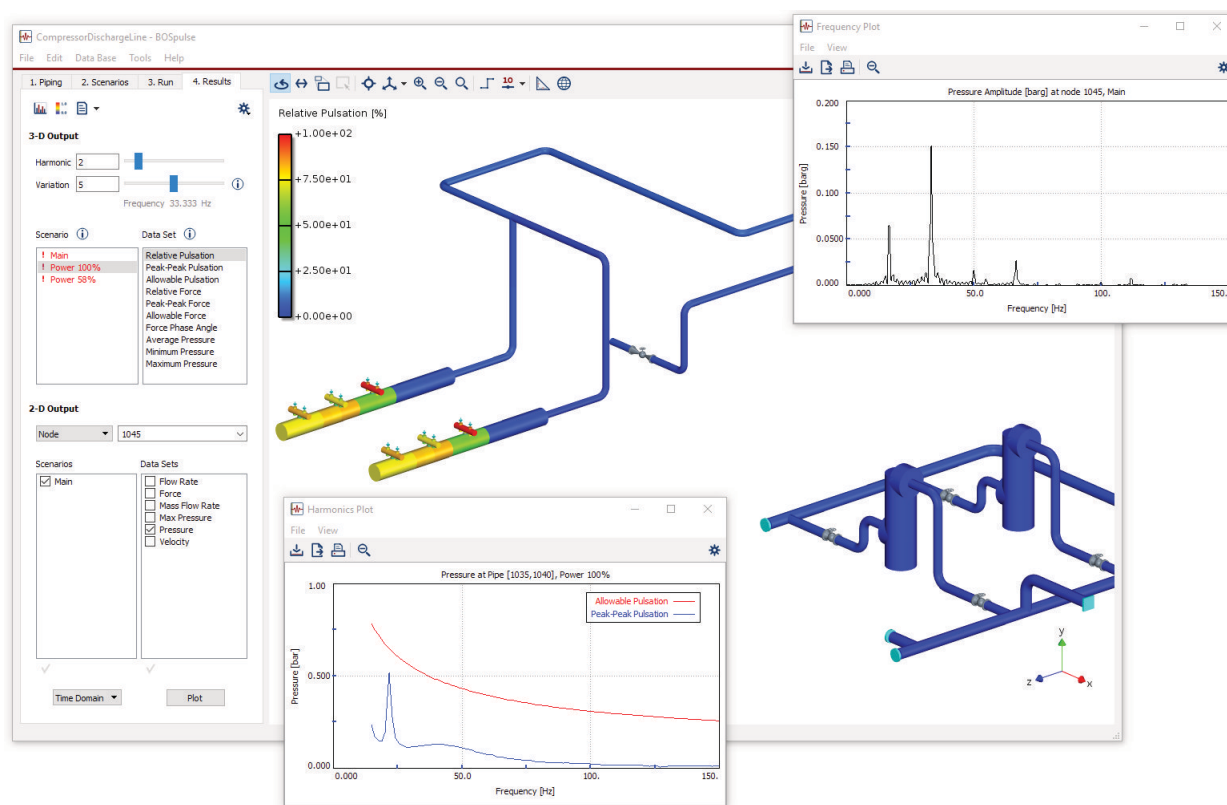 CompressorDischargeLine - BOSpulse
File Edit Data Base Tools Help
1. Piping 2. Scenarios 3. Run 4. Results
3-D Output
Harmonic 2
Variation 5
Frequency 33.333 Hz
Scenario Data Set
! Main
! Power 100%
! Power 58%
Relative Pulsation
Peak-Peak Pulsation
Allowable Pulsation
Relative Force
Peak-Peak Force
Allowable Force
Force Phase Angle
Average Pressure
Minimum Pressure
Maximum Pressure
2-D Output
Node 1045
Scenarios Data Sets
Main
Flow Rate
Force
Mass Flow Rate
Max Pressure
Pressure
Velocity
Time Domain Plot
10
Relative Pulsation [%]
+1.00e+02
+7.50e+01
+5.00e+01
+2.50e+01
+0.00e+00
y
z x
Frequency Plot
File View
Pressure Amplitude [barg] at node 1045, Main
0.200
0.150
0.100
0.0500
0.000
Pressure [barg]
0.000 50.0 100. 150.
Frequency [Hz]
Harmonics Plot
File View
Pressure at Pipe [1035,1040], Power 100%
1.00
0.500
0.000
Pressure [bar]
Allowable Pulsation
Peak-Peak Pulsation
0.000 50.0 100. 150.
Frequency [Hz]